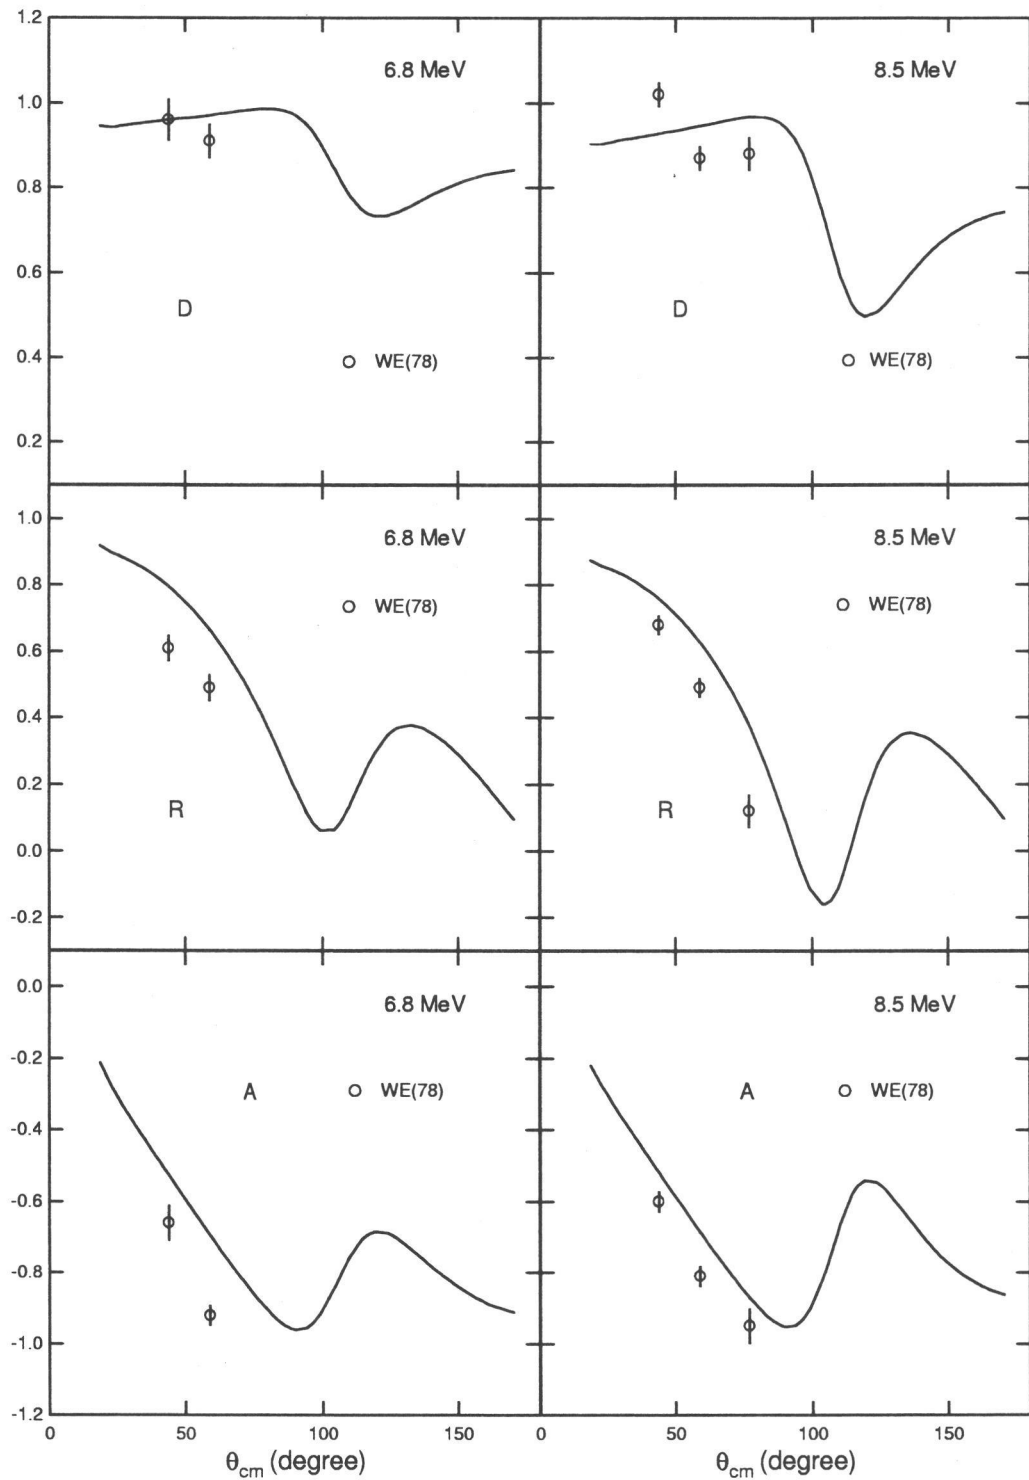 1.2
1.0
0.8
0.6
0.4
0.2
6.8 MeV
D
WE(78)
8.5 MeV
D
WE(78)
1.0
0.8
0.6
0.4
0.2
0.0
-0.2
6.8 MeV
WE(78)
R
8.5 MeV
WE(78)
R
0.0
-0.2
-0.4
-0.6
-0.8
-1.0
-1.2
6.8 MeV
A
WE(78)
8.5 MeV
A
WE(78)
0 50 100 150
0 50 100 150
θcm (degree)
θcm (degree)